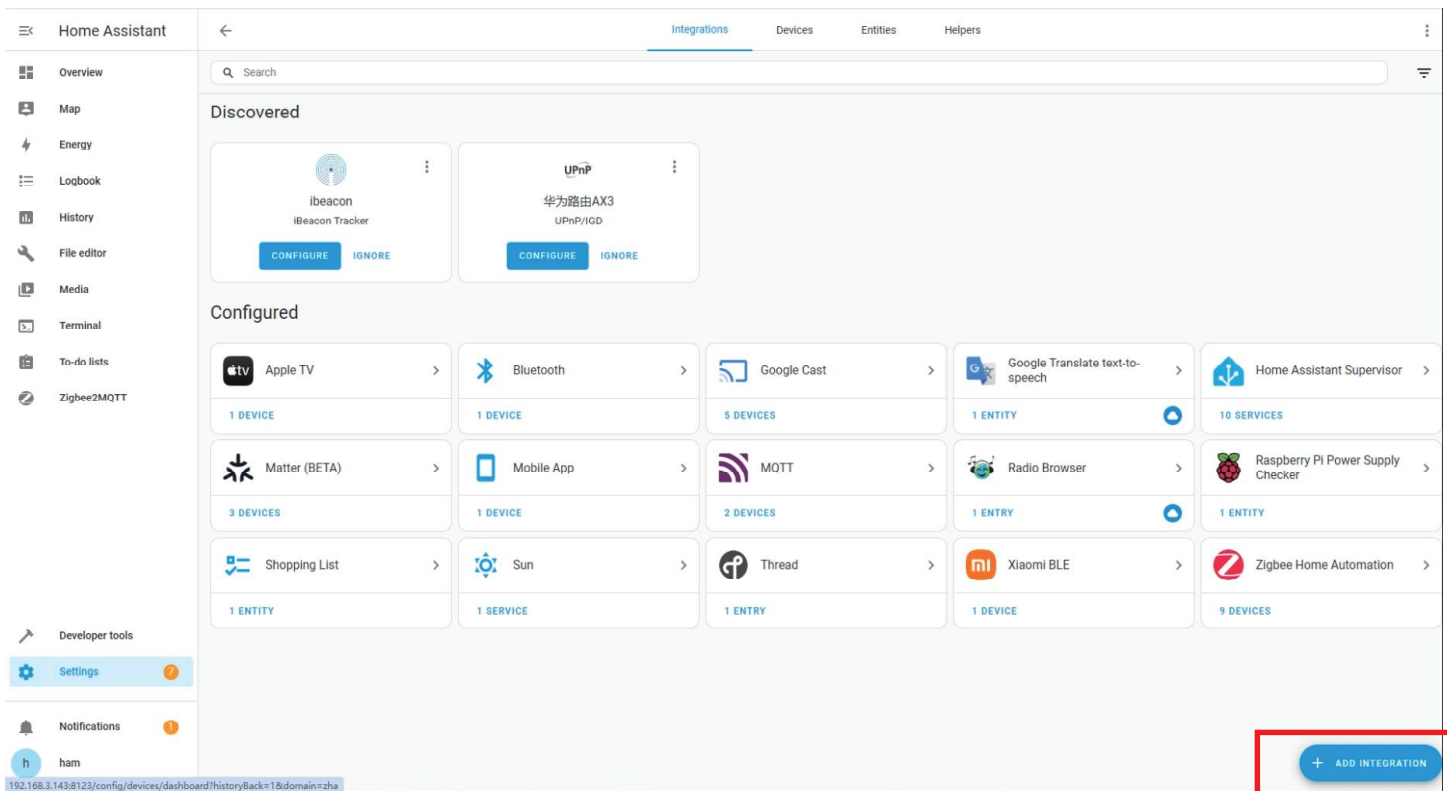 Home Assistant
Integrations
Devices
Entities
Helpers
Overview
Map
Energy
Logbook
History
File editor
Media
Terminal
To-do lists
Zigbee2MQTT
Developer tools
Settings
7
Notifications
1
h
ham
Search
Discovered
ibeacon
iBeacon Tracker
CONFIGURE
IGNORE
UPnP
华为路由AX3
UPnP/IGD
CONFIGURE
IGNORE
Configured
tv
Apple TV
1 DEVICE
Bluetooth
1 DEVICE
Google Cast
5 DEVICES
G
文
Google Translate text-to-
speech
1 ENTITY
Home Assistant Supervisor
10 SERVICES
Matter (BETA)
3 DEVICES
Mobile App
1 DEVICE
MQTT
2 DEVICES
Radio Browser
1 ENTRY
Raspberry Pi Power Supply
Checker
1 ENTITY
Shopping List
1 ENTITY
Sun
1 SERVICE
Thread
1 ENTRY
mi
Xiaomi BLE
1 DEVICE
Zigbee Home Automation
9 DEVICES
+ ADD INTEGRATION
192.168.3.143:8123/config/devices/dashboard?historyBack=1&domain=zha